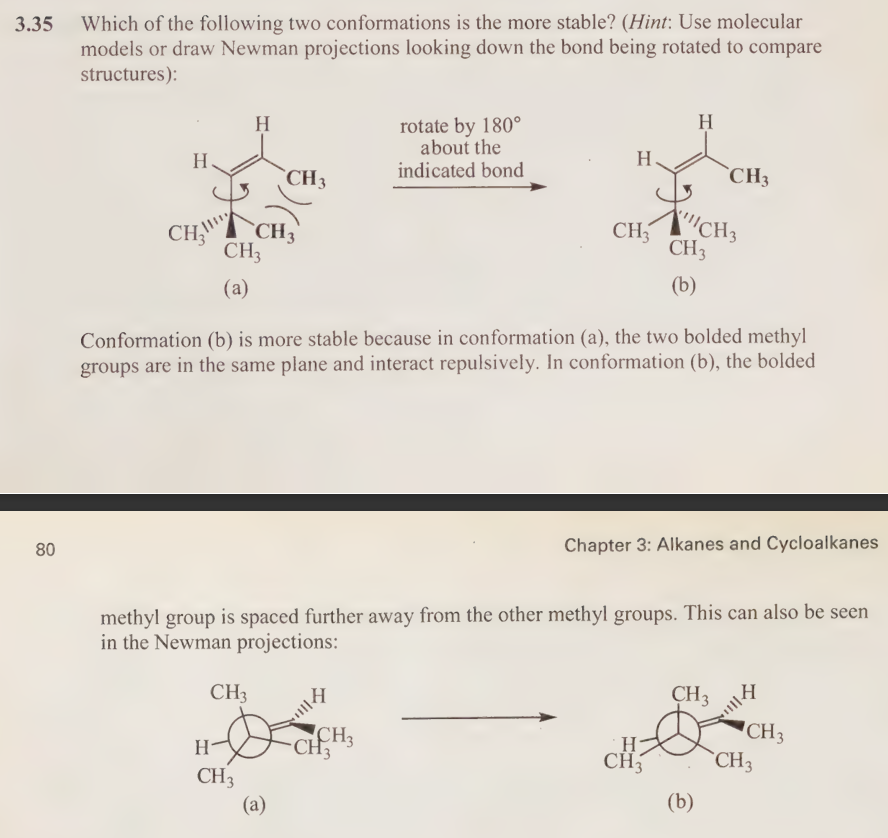 3.35 Which of the following two conformations is the more stable? (Hint: Use molecular
models or draw Newman projections looking down the bond being rotated to compare
structures):
H
H
CH3
CH3
CH3
CH3
(a)
rotate by 180°
about the
indicated bond
H
H
CH3
CH3
CH3
CH3
(b)
Conformation (b) is more stable because in conformation (a), the two bolded methyl
groups are in the same plane and interact repulsively. In conformation (b), the bolded
80 Chapter 3: Alkanes and Cycloalkanes
methyl group is spaced further away from the other methyl groups. This can also be seen
in the Newman projections:
CH3
H
H
CH3
CH3
CH3
(a)
CH3
H
H
CH3
CH3
CH3
(b)